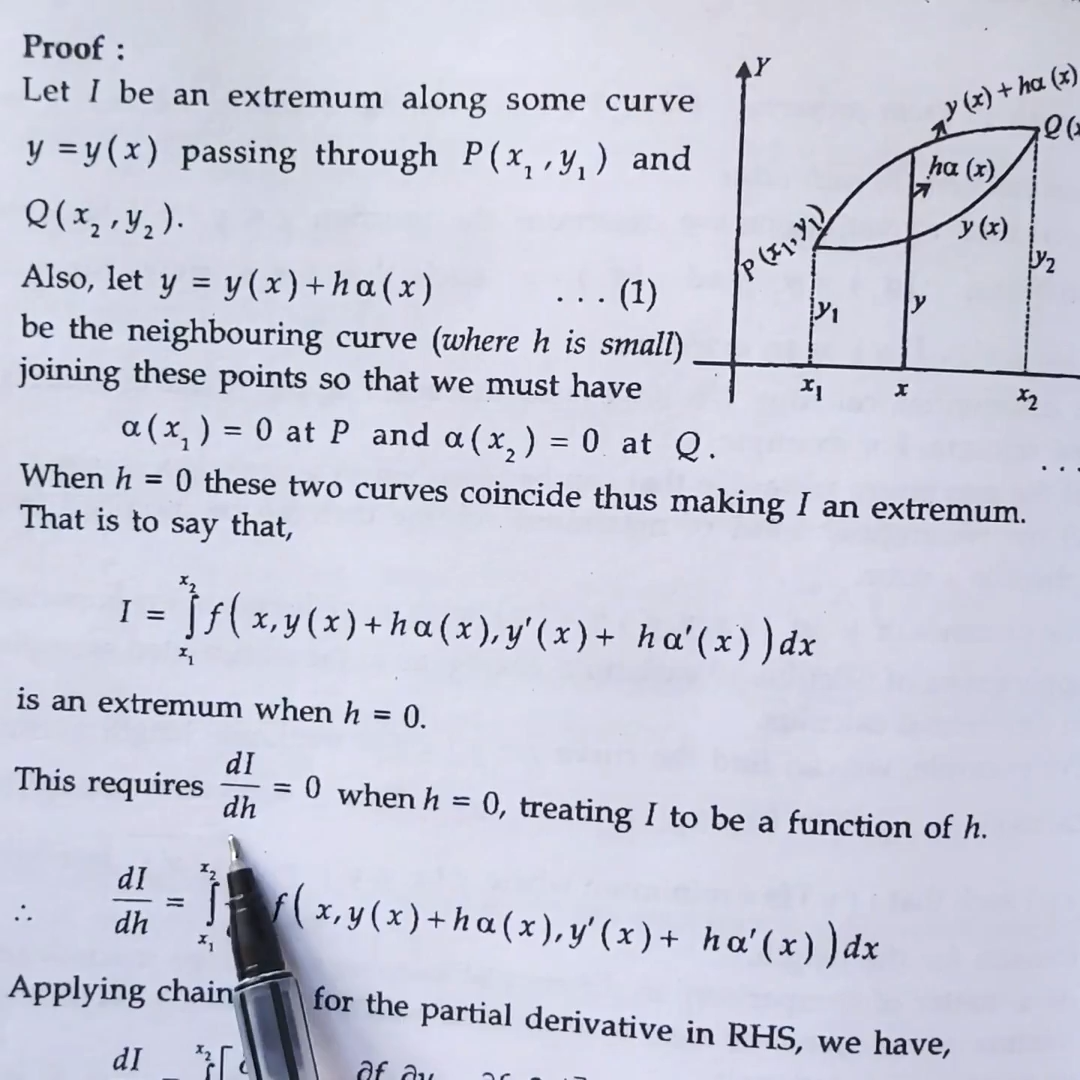 Proof :
Let I be an extremum along some curve
y = y(x) passing through P(x₁, y₁) and
Q(x₂, y₂).
Also, let y = y(x) + hα(x) . . . (1)
be the neighbouring curve (where h is small)
joining these points so that we must have
α(x₁) = 0 at P and α(x₂) = 0 at Q.
. . .
When h = 0 these two curves coincide thus making I an extremum.
That is to say that,
I = ∫ₓ₁ˣ² f(x, y(x) + hα(x), y′(x) + hα′(x)) dx
is an extremum when h = 0.
This requires dI/dh = 0 when h = 0, treating I to be a function of h.
∴ dI/dh = ∫ₓ₁ˣ² f(x, y(x) + hα(x), y′(x) + hα′(x)) dx
Applying chain for the partial derivative in RHS, we have,
dI x₂ ∂f ∂y
Y
y(x) + hα(x)
Q(x
hα(x)
P(x₁, y₁)
y(x)
y₂
y₁
y
x₁ x x₂